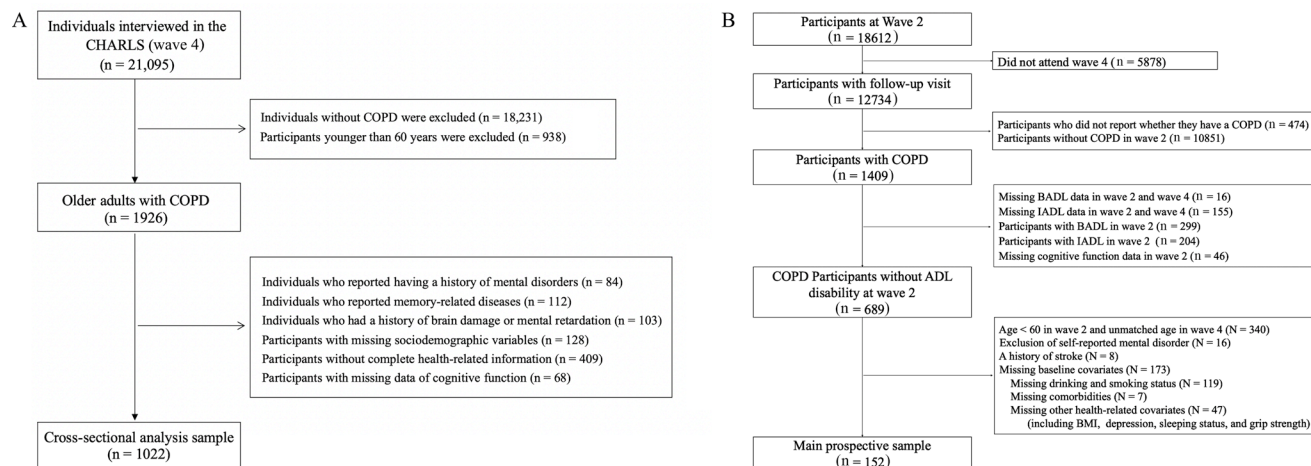 A
Individuals interviewed in the
CHARLS (wave 4)
(n = 21,095)
Individuals without COPD were excluded (n = 18,231)
Participants younger than 60 years were excluded (n = 938)
Older adults with COPD
(n = 1926)
Individuals who reported having a history of mental disorders (n = 84)
Individuals who reported memory-related diseases (n = 112)
Individuals who had a history of brain damage or mental retardation (n = 103)
Participants with missing sociodemographic variables (n = 128)
Participants without complete health-related information (n = 409)
Participants with missing data of cognitive function (n = 68)
Cross-sectional analysis sample
(n = 1022)
B
Participants at Wave 2
(n = 18612)
Did not attend wave 4 (n = 5878)
Participants with follow-up visit
(n = 12734)
Participants who did not report whether they have a COPD (n = 474)
Participants without COPD in wave 2 (n = 10851)
Participants with COPD
(n = 1409)
Missing BADL data in wave 2 and wave 4 (n = 16)
Missing IADL data in wave 2 and wave 4 (n = 155)
Participants with BADL in wave 2 (n = 299)
Participants with IADL in wave 2 (n = 204)
Missing cognitive function data in wave 2 (n = 46)
COPD Participants without ADL
disability at wave 2
(n = 689)
Age < 60 in wave 2 and unmatched age in wave 4 (N = 340)
Exclusion of self-reported mental disorder (N = 16)
A history of stroke (N = 8)
Missing baseline covariates (N = 173)
Missing drinking and smoking status (N = 119)
Missing comorbidities (N = 7)
Missing other health-related covariates (N = 47)
(including BMI, depression, sleeping status, and grip strength)
Main prospective sample
(n = 152)